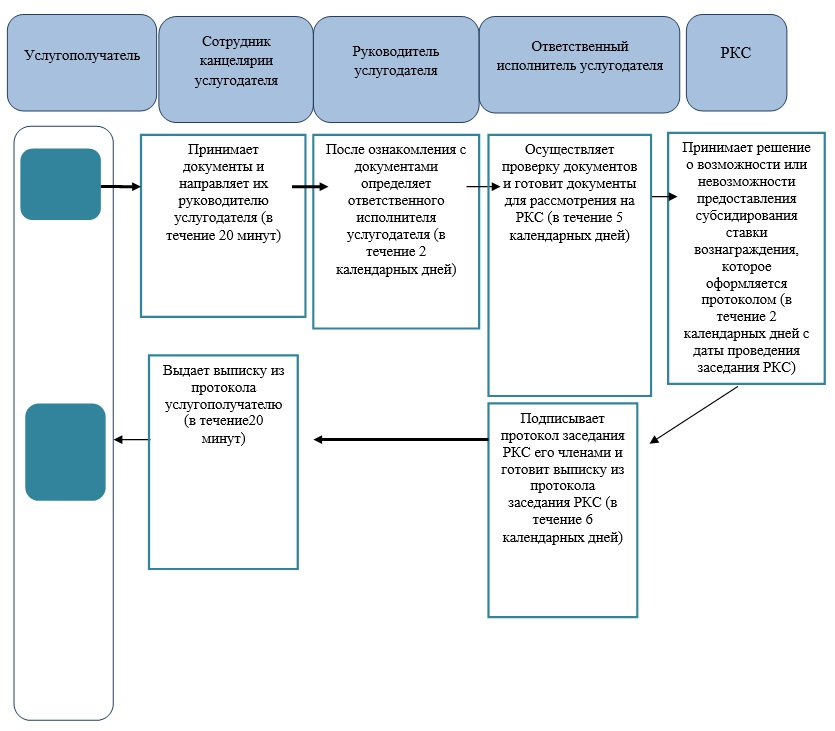 Услугополучатель
Сотрудник
канцелярии
услугодателя
Руководитель
услугодателя
Ответственный
исполнитель услугодателя
РКС
Принимает
документы и
направляет их
руководителю
услугодателя (в
течение 20 минут)
После ознакомления с
документами
определяет
ответственного
исполнителя
услугодателя (в
течение 2
календарных дней)
Осуществляет
проверку документов
и готовит документы
для рассмотрения на
РКС (в течение 5
календарных дней)
Принимает решение
о возможности или
невозможности
предоставления
субсидирования
ставки
вознаграждения,
которое
оформляется
протоколом (в
течение 2
календарных дней с
даты проведения
заседания РКС)
Выдает выписку из
протокола
услугополучателю
(в течение20
минут)
Подписывает
протокол заседания
РКС его членами и
готовит выписку из
протокола
заседания РКС (в
течение 6
календарных дней)